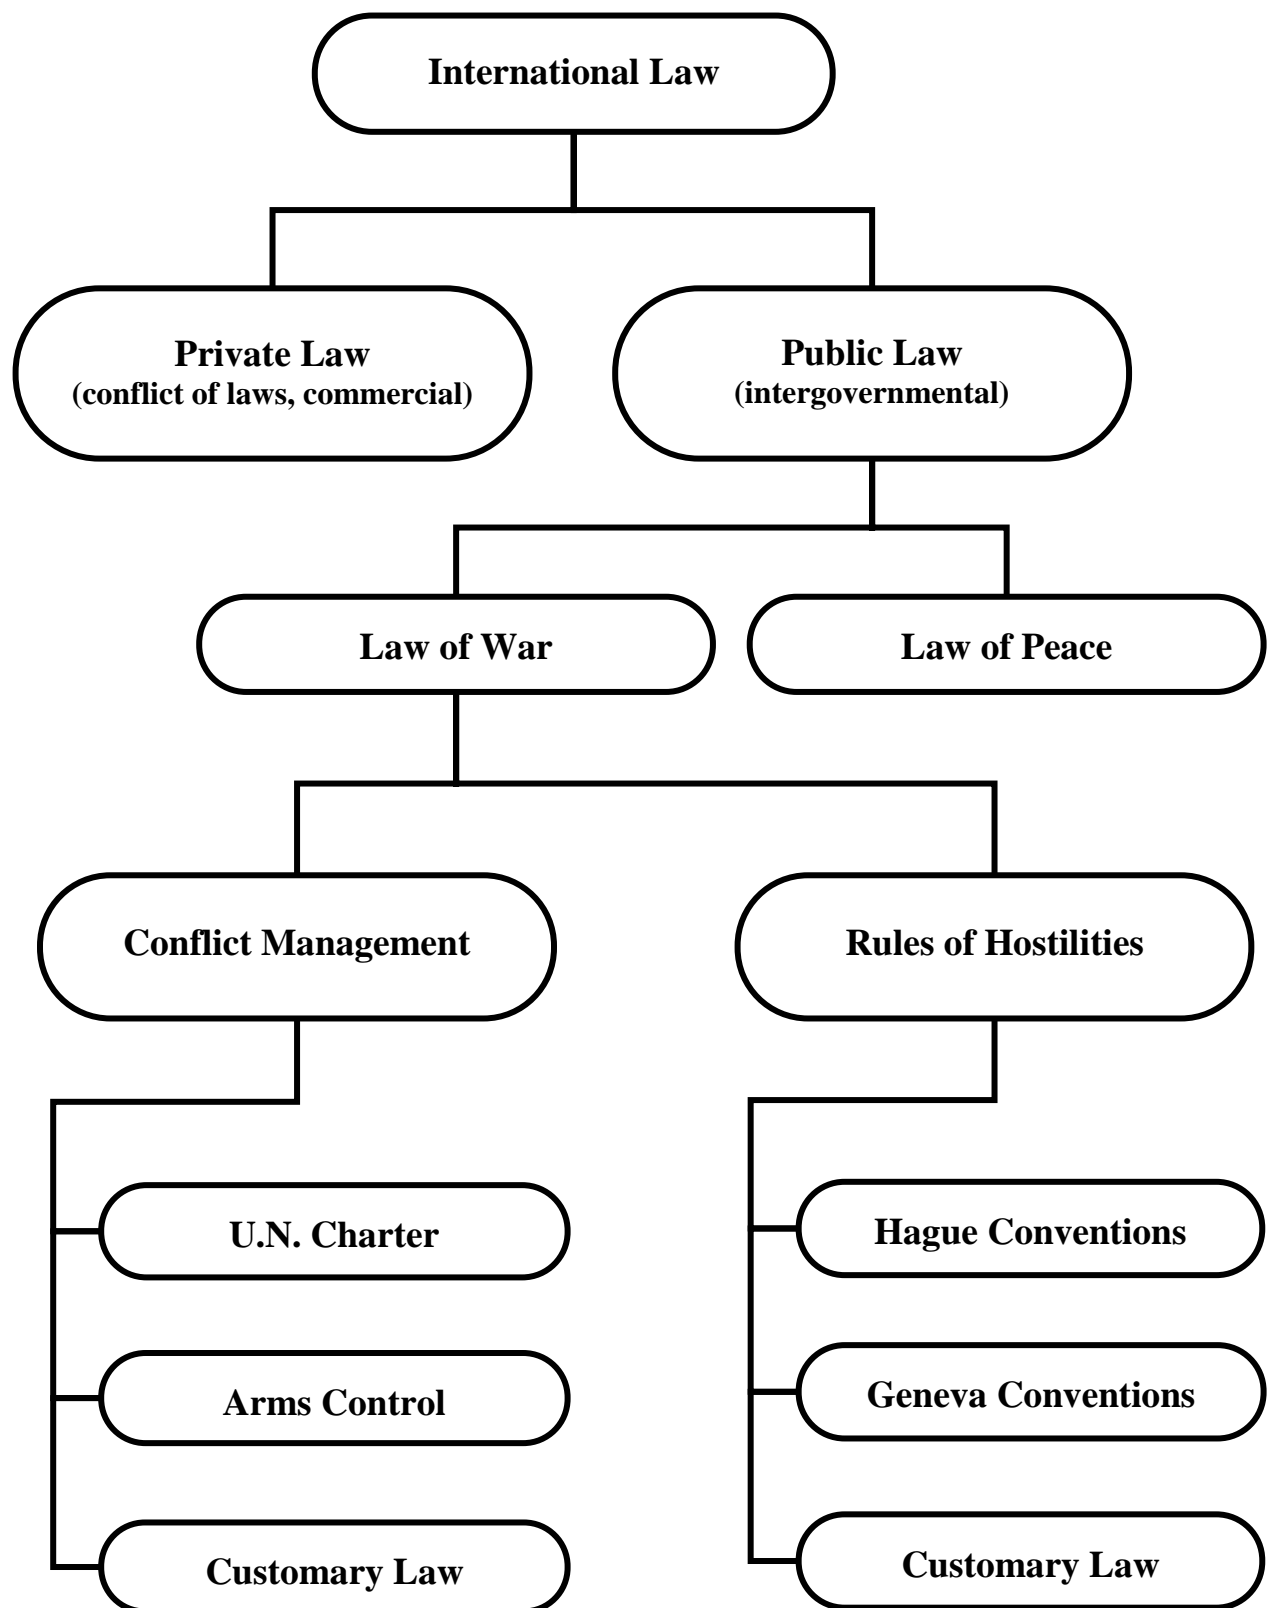 International Law
Private Law
(conflict of laws, commercial)
Public Law
(intergovernmental)
Law of War
Law of Peace
Conflict Management
Rules of Hostilities
U.N. Charter
Arms Control
Customary Law
Hague Conventions
Geneva Conventions
Customary Law